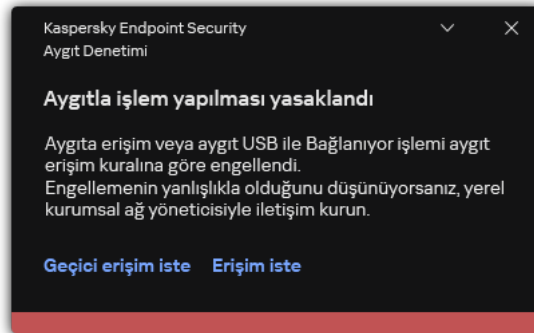 Kaspersky Endpoint Security
Aygıt Denetimi
Aygıtla işlem yapılması yasaklandı
Aygıta erişim veya aygıt USB ile Bağlanıyor işlemi aygıt
erişim kuralına göre engellendi.
Engellemenin yanlışlıkla olduğunu düşünüyorsanız, yerel
kurumsal ağ yöneticisiyle iletişim kurun.
Geçici erişim iste Erişim iste